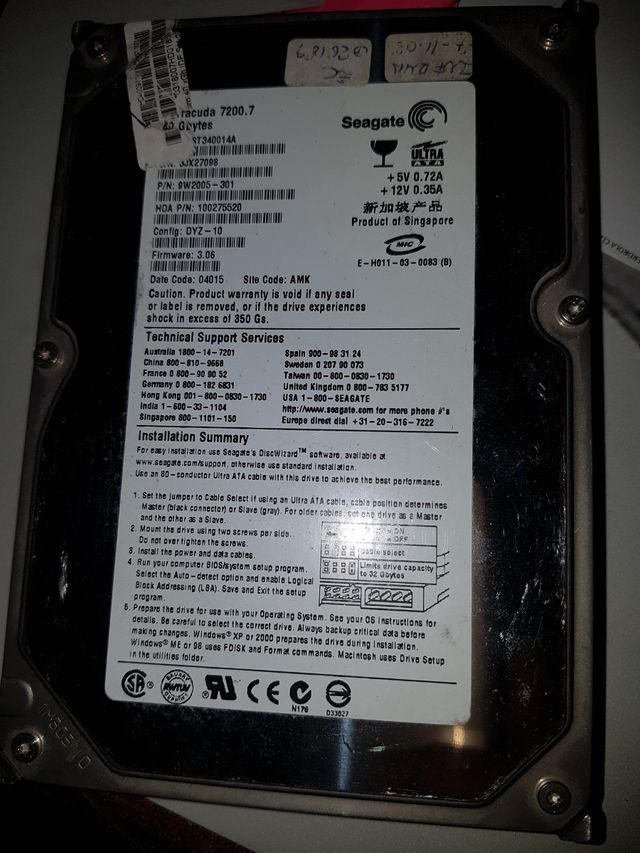 Barracuda 7200.7
40 Gbytes
ST340014A
P/N: 9W2005-301
HDA P/N: 100275520
Config: DYZ-10
Firmware: 3.06
Date Code: 04015 Site Code: AMK
Caution. Product warranty is void if any seal
or label is removed, or if the drive experiences
shock in excess of 350 Gs.
Seagate
ULTRA
ATA
+5V 0.72A
+12V 0.35A
新加坡产品
Product of Singapore
MIC
E-H011-03-0083 (B)
Technical Support Services
Australia 1800-14-7201
China 800-810-9668
France 0 800-90 90 52
Germany 0 800-182 6831
Hong Kong 001-800-0830-1730
India 1-600-33-1104
Singapore 800-1101-150
Spain 900-98 31 24
Sweden 0 207 90 073
Taiwan 00-800-0830-1730
United Kingdom 0 800-783 5177
USA 1-800-SEAGATE
http://www.seagate.com for more phone #'s
Europe direct dial +31-20-316-7222
Installation Summary
For easy installation use Seagate's DiscWizard™ software, available at
www.seagate.com/support, otherwise use standard installation.
Use an 80-conductor Ultra ATA cable with this drive to achieve the best performance.
1. Set the jumper to Cable Select if using an Ultra ATA cable, cable position determines
Master (black connector) or Slave (gray). For older cables, set one drive as a Master
and the other as a Slave.
2. Mount the drive using two screws per side.
Do not over tighten the screws.
3. Install the power and data cables.
4. Run your computer BIOS/system setup program.
Select the Auto-detect option and enable Logical
Block Addressing (LBA). Save and Exit the setup
program.
5. Prepare the drive for use with your Operating System. See your OS instructions for
details. Be careful to select the correct drive. Always backup critical data before
making changes. Windows® XP or 2000 prepares the drive during installation.
Windows® ME or 98 uses FDISK and Format commands. Macintosh uses Drive Setup
in the utilities folder.
ON
OFF
Cable select
Limits drive capacity
to 32 Gbytes
N176
D33027